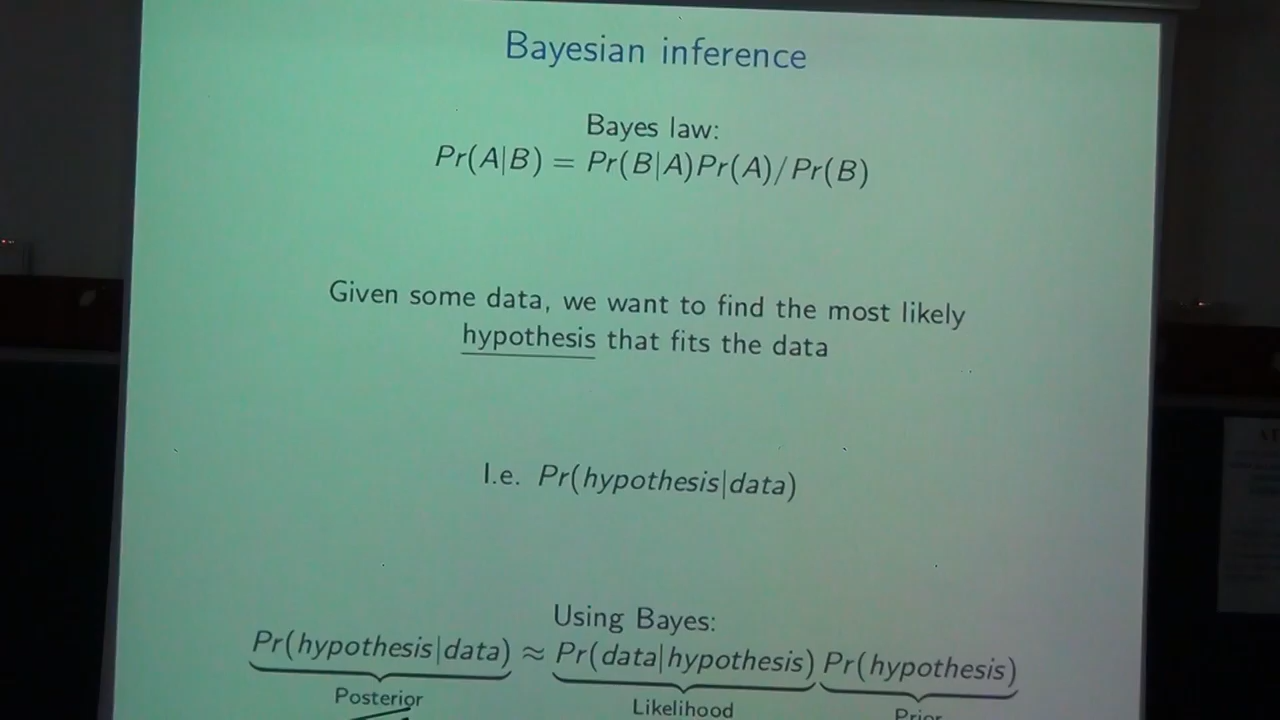 Bayesian inference
Bayes law:
Pr(A|B) = Pr(B|A)Pr(A)/Pr(B)
Given some data, we want to find the most likely
hypothesis that fits the data
I.e. Pr(hypothesis|data)
Using Bayes:
Pr(hypothesis|data) ≈ Pr(data|hypothesis) Pr(hypothesis)
Posterior Likelihood Prior